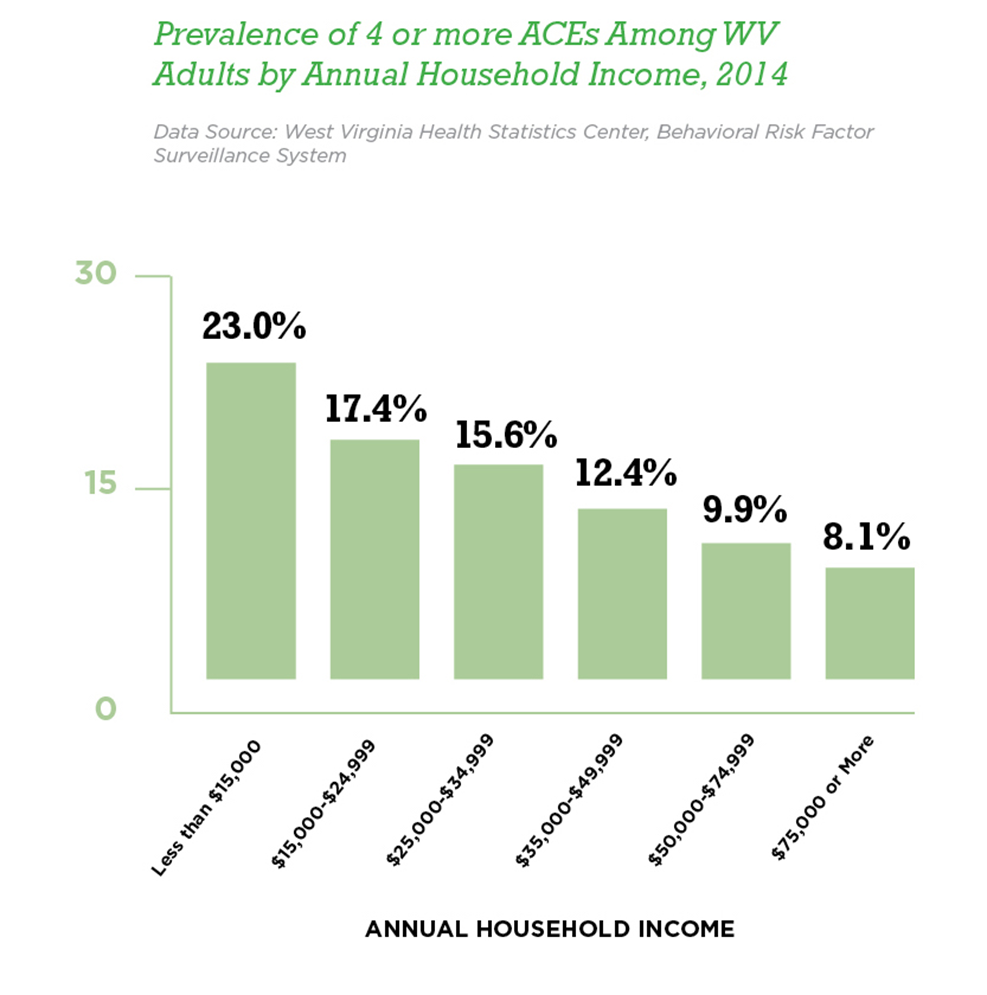 Prevalence of 4 or more ACEs Among WV
Adults by Annual Household Income, 2014
Data Source: West Virginia Health Statistics Center, Behavioral Risk Factor
Surveillance System
30
15
0
23.0%
17.4%
15.6%
12.4%
9.9%
8.1%
Less than $15,000
$15,000-$24,999
$25,000-$34,999
$35,000-$49,999
$50,000-$74,999
$75,000 or More
ANNUAL HOUSEHOLD INCOME